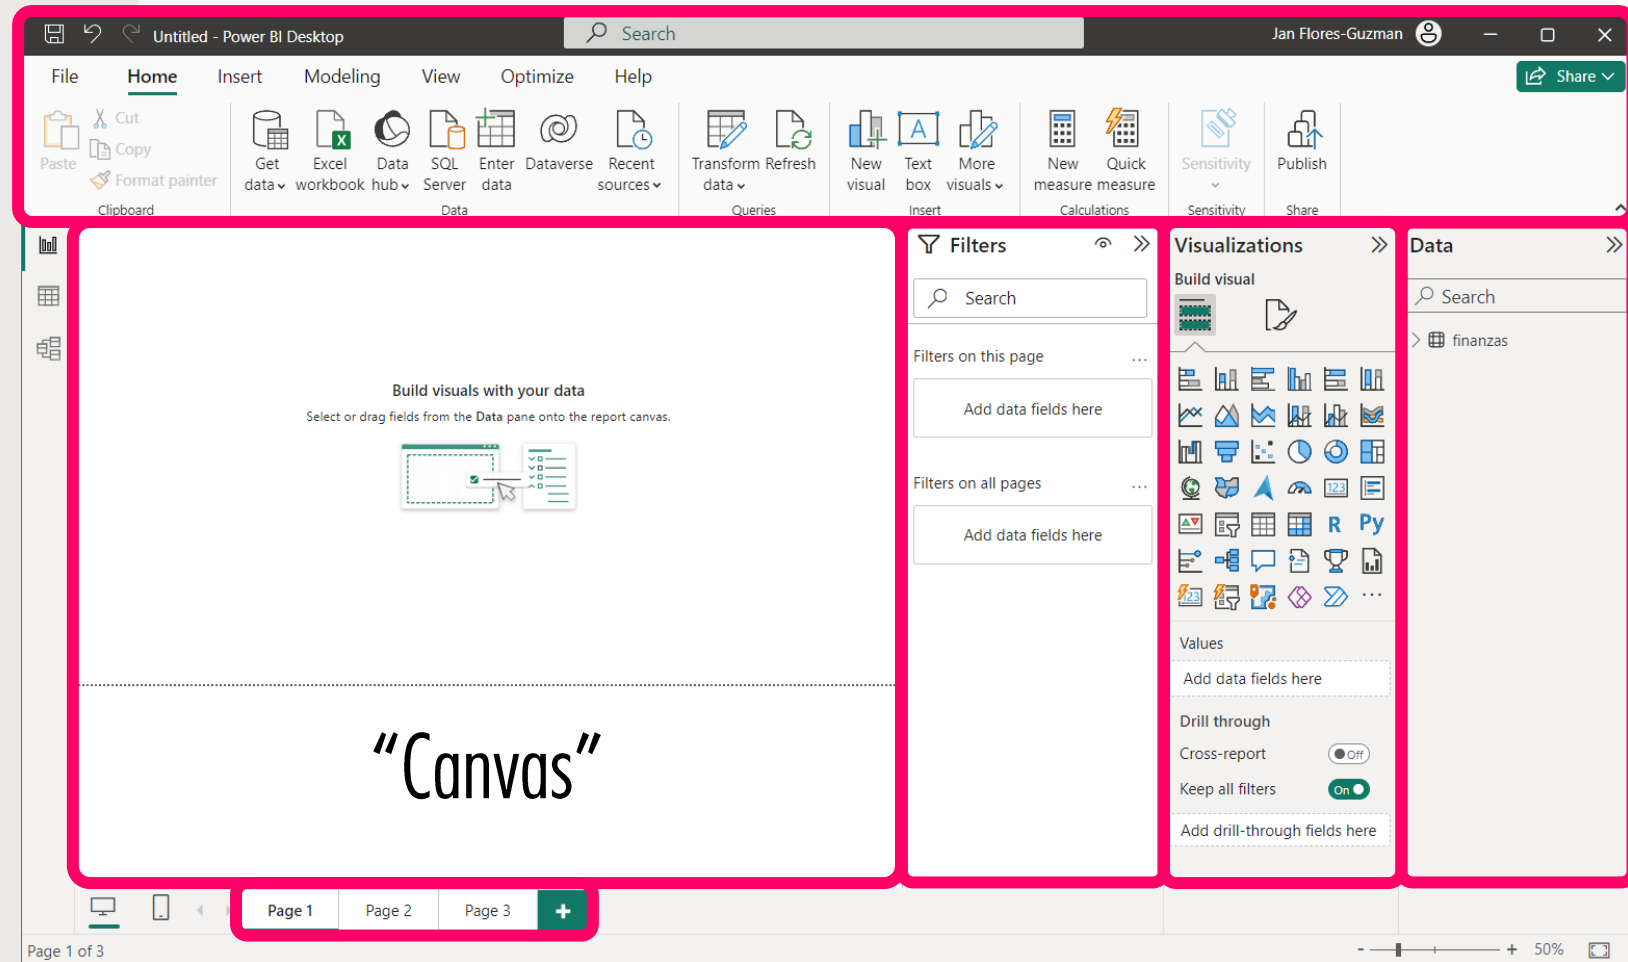 Untitled - Power BI Desktop
Search
Jan Flores-Guzman
File Home Insert Modeling View Optimize Help
Share
Paste
Cut
Copy
Format painter
Clipboard
Get data
Excel workbook
Data hub
SQL Server
Enter data
Dataverse
Recent sources
Data
Transform data
Refresh
Queries
New visual
Text box
More visuals
Insert
New measure
Quick measure
Calculations
Sensitivity
Sensitivity
Publish
Share
Build visuals with your data
Select or drag fields from the Data pane onto the report canvas.
“Canvas”
Filters
Search
Filters on this page
...
Add data fields here
Filters on all pages
...
Add data fields here
Visualizations
Build visual
123
R
Py
123
...
Values
Add data fields here
Drill through
Cross-report
Off
Keep all filters
On
Add drill-through fields here
Data
Search
finanzas
Page 1
Page 2
Page 3
+
Page 1 of 3
- + 50%